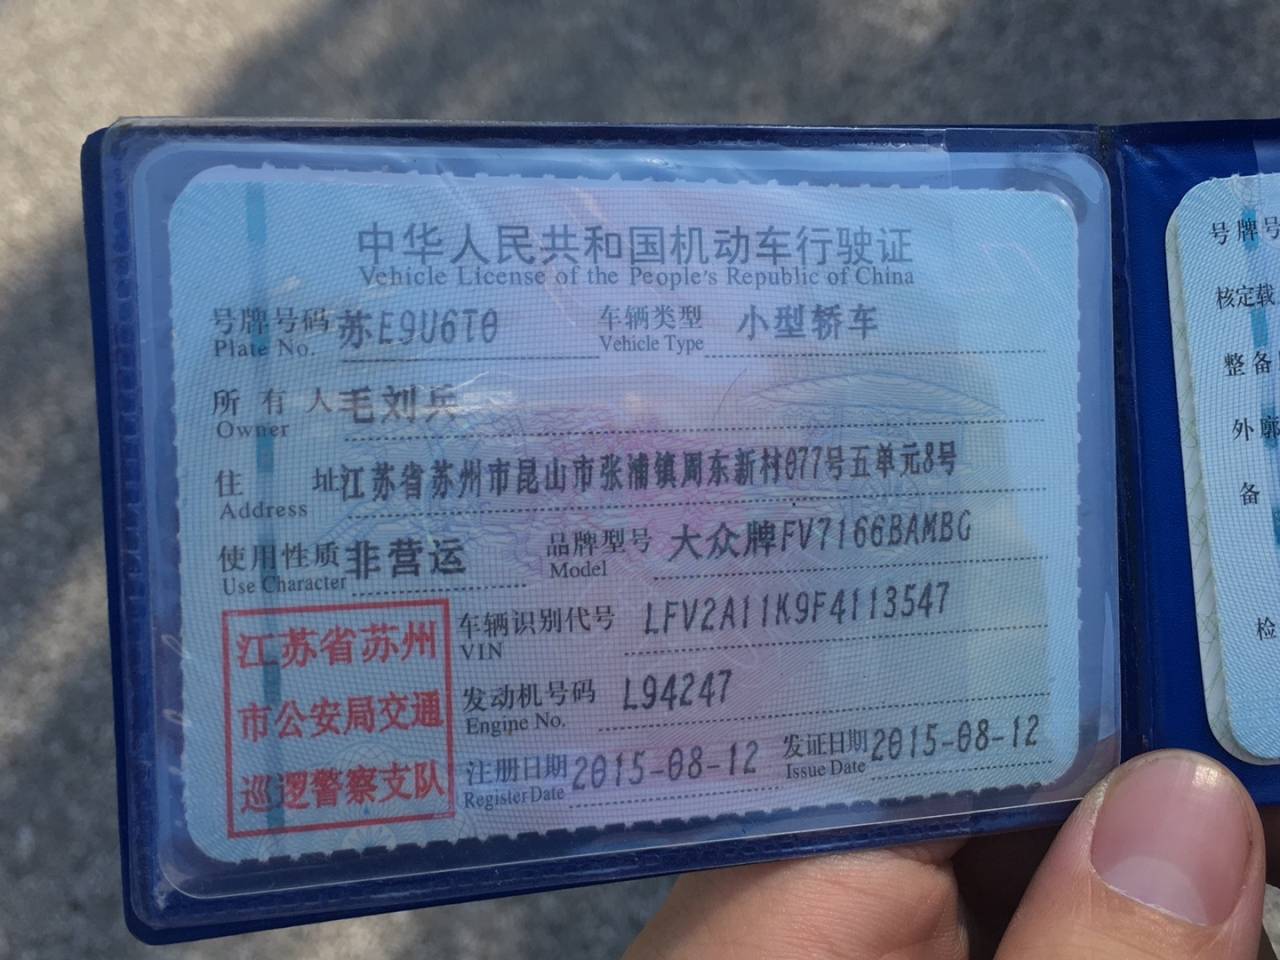 中华人民共和国机动车行驶证
Vehicle License of the People's Republic of China
号牌号码 苏E9U6T0 车辆类型 小型轿车
Plate No. Vehicle Type
所有人 毛刘兵
Owner
住址 江苏省苏州市昆山市张浦镇周东新村077号五单元8号
Address
使用性质 非营运 品牌型号 大众牌FV7166BAMBG
Use Character Model
江苏省苏州
市公安局交通
巡逻警察支队
车辆识别代号 LFV2A11K9F4113547
VIN
发动机号码 L94247
Engine No.
注册日期 2015-08-12 发证日期 2015-08-12
Register Date Issue Date
号牌号
核定载
整备
外廓
备
检